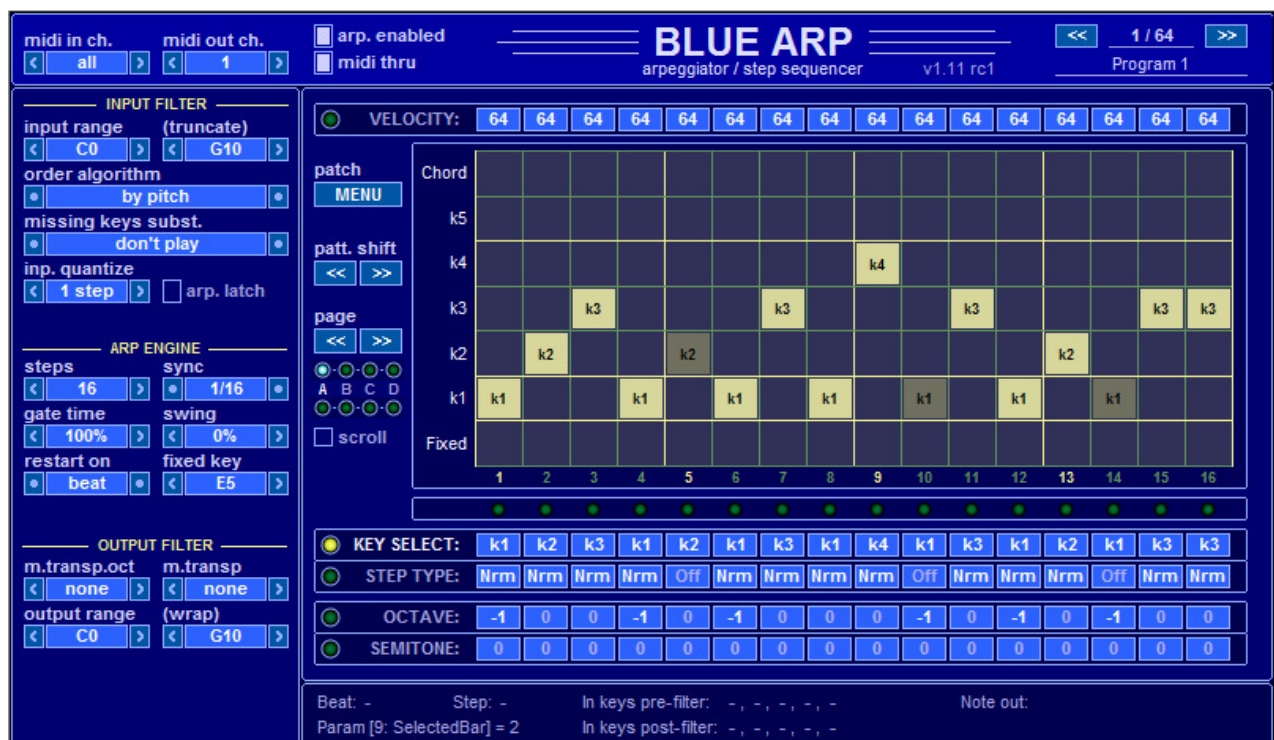 midi in ch. midi out ch.
< all > < 1 >
arp. enabled
midi thru
BLUE ARP
arpeggiator / step sequencer v1.11 rc1
<< 1 / 64 >>
Program 1
INPUT FILTER
input range (truncate)
< C0 > < G10 >
order algorithm
by pitch
missing keys subst.
don't play
inp. quantize
< 1 step > arp. latch
ARP ENGINE
steps sync
< 16 > 1/16
gate time swing
< 100% > < 0% >
restart on fixed key
beat < E5 >
OUTPUT FILTER
m.transp.oct m.transp
< none > < none >
output range (wrap)
< C0 > < G10 >
VELOCITY: 64 64 64 64 64 64 64 64 64 64 64 64 64 64 64 64
patch
MENU
patt. shift
<< >>
page
<< >>
A B C D
scroll
Chord
k5
k4 k4
k3 k3 k3 k3 k3 k3
k2 k2 k2 k2
k1 k1 k1 k1 k1 k1 k1 k1
Fixed
1 2 3 4 5 6 7 8 9 10 11 12 13 14 15 16
KEY SELECT: k1 k2 k3 k1 k2 k1 k3 k1 k4 k1 k3 k1 k2 k1 k3 k3
STEP TYPE: Nrm Nrm Nrm Nrm Off Nrm Nrm Nrm Nrm Off Nrm Nrm Nrm Off Nrm Nrm
OCTAVE: -1 0 0 -1 0 -1 0 0 0 -1 0 -1 0 -1 0 0
SEMITONE: 0 0 0 0 0 0 0 0 0 0 0 0 0 0 0 0
Beat: - Step: - In keys pre-filter: - , - , - , - , - Note out:
Param [9: SelectedBar] = 2 In keys post-filter: - , - , - , - , -